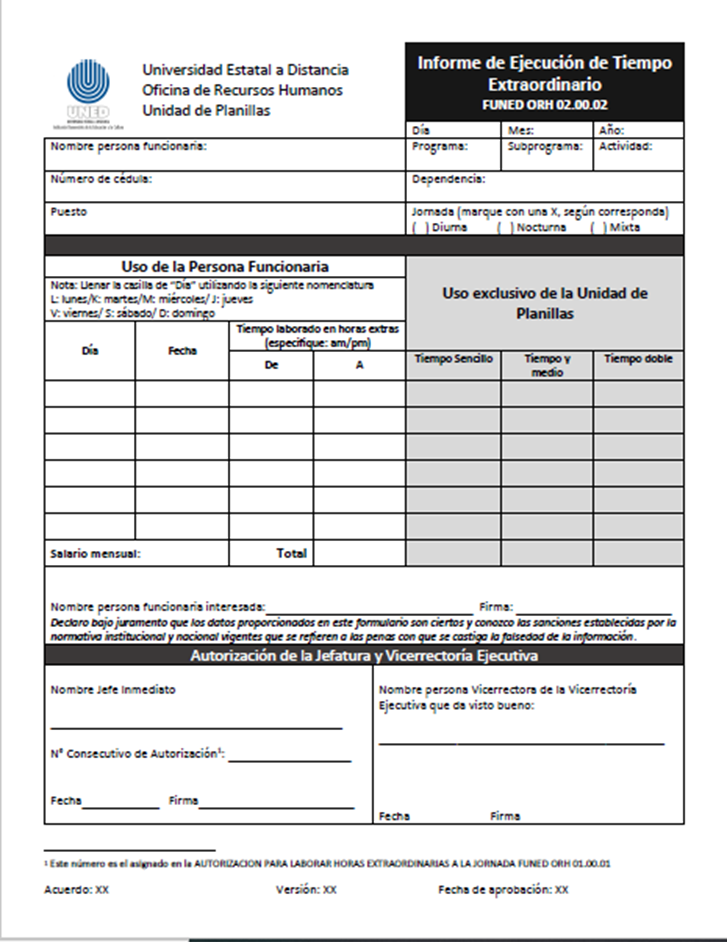 Universidad Estatal a Distancia
Oficina de Recursos Humanos
Unidad de Planillas
UNED
Informe de Ejecución de Tiempo
Extraordinario
FUNED ORH 02.00.02
Día Mes: Año:
Nombre persona funcionaria: Programa: Subprograma: Actividad:
Número de cédula: Dependencia:
Puesto Jornada (marque con una X, según corresponda)
( ) Diurna ( ) Nocturna ( ) Mixta
Uso de la Persona Funcionaria
Nota: Llenar la casilla de “Día” utilizando la siguiente nomenclatura
L: lunes/K: martes/M: miércoles/ J: jueves
V: viernes/ S: sábado/ D: domingo
Uso exclusivo de la Unidad de
Planillas
Día Fecha Tiempo laborado en horas extras
(especifique: am/pm)
De A
Tiempo Sencillo Tiempo y
medio Tiempo doble
Salario mensual: Total
Nombre persona funcionaria interesada: Firma:
Declaro bajo juramento que los datos proporcionados en este formulario son ciertos y conozco las sanciones establecidas por la
normativa institucional y nacional vigentes que se refieren a las penas con que se castiga la falsedad de la información.
Autorización de la Jefatura y Vicerrectoría Ejecutiva
Nombre Jefe Inmediato
N° Consecutivo de Autorización¹:
Fecha Firma
Nombre persona Vicerrectora de la Vicerrectoría
Ejecutiva que da visto bueno:
Fecha Firma
¹ Este número es el asignado en la AUTORIZACION PARA LABORAR HORAS EXTRAORDINARIAS A LA JORNADA FUNED ORH 01.00.01
Acuerdo: XX Versión: XX Fecha de aprobación: XX